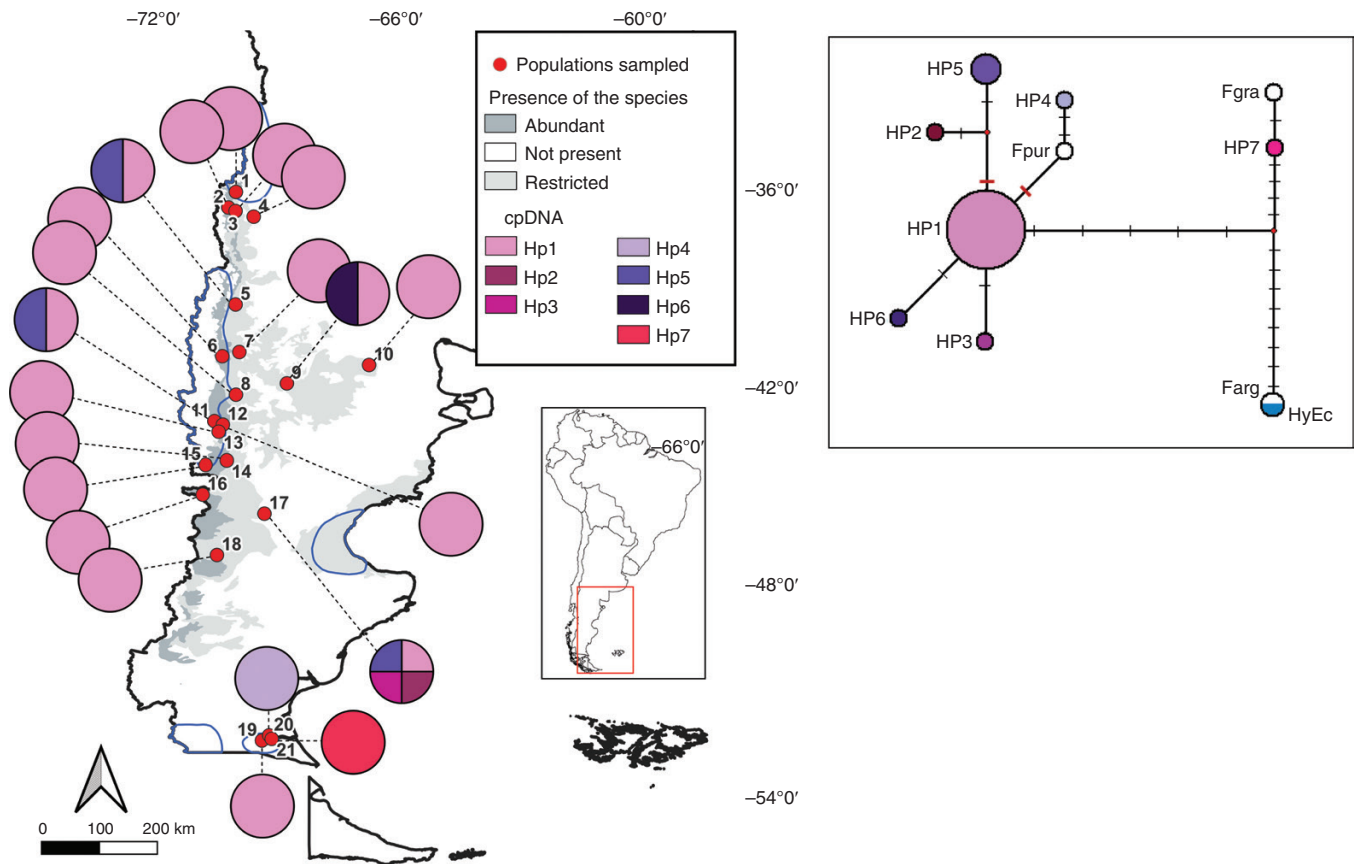 –72°0′ –66°0′ –60°0′
Populations sampled
Presence of the species
Abundant
Not present
Restricted
cpDNA
Hp1 Hp4
Hp2 Hp5
Hp3 Hp6
Hp7
–36°0′
–42°0′
–48°0′
–54°0′
–66°0′
1
2
3
4
5
6
7
8
9
10
11
12
13
14
15
16
17
18
19
20
21
0 100 200 km
HP5
HP4
Fgra
HP2
Fpur
HP7
HP1
HP6
HP3
Farg
HyEc